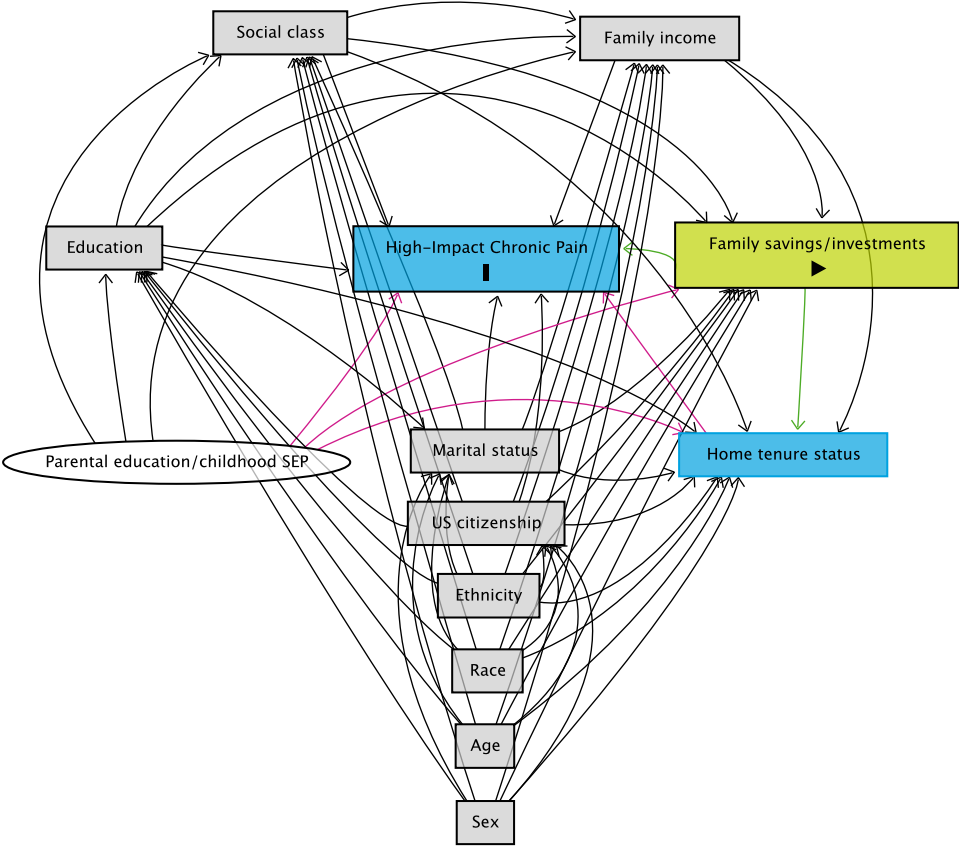 Social class
Family income
Education
High-Impact Chronic Pain
Family savings/investments
Marital status
Parental education/childhood SEP
Home tenure status
US citizenship
Ethnicity
Race
Age
Sex